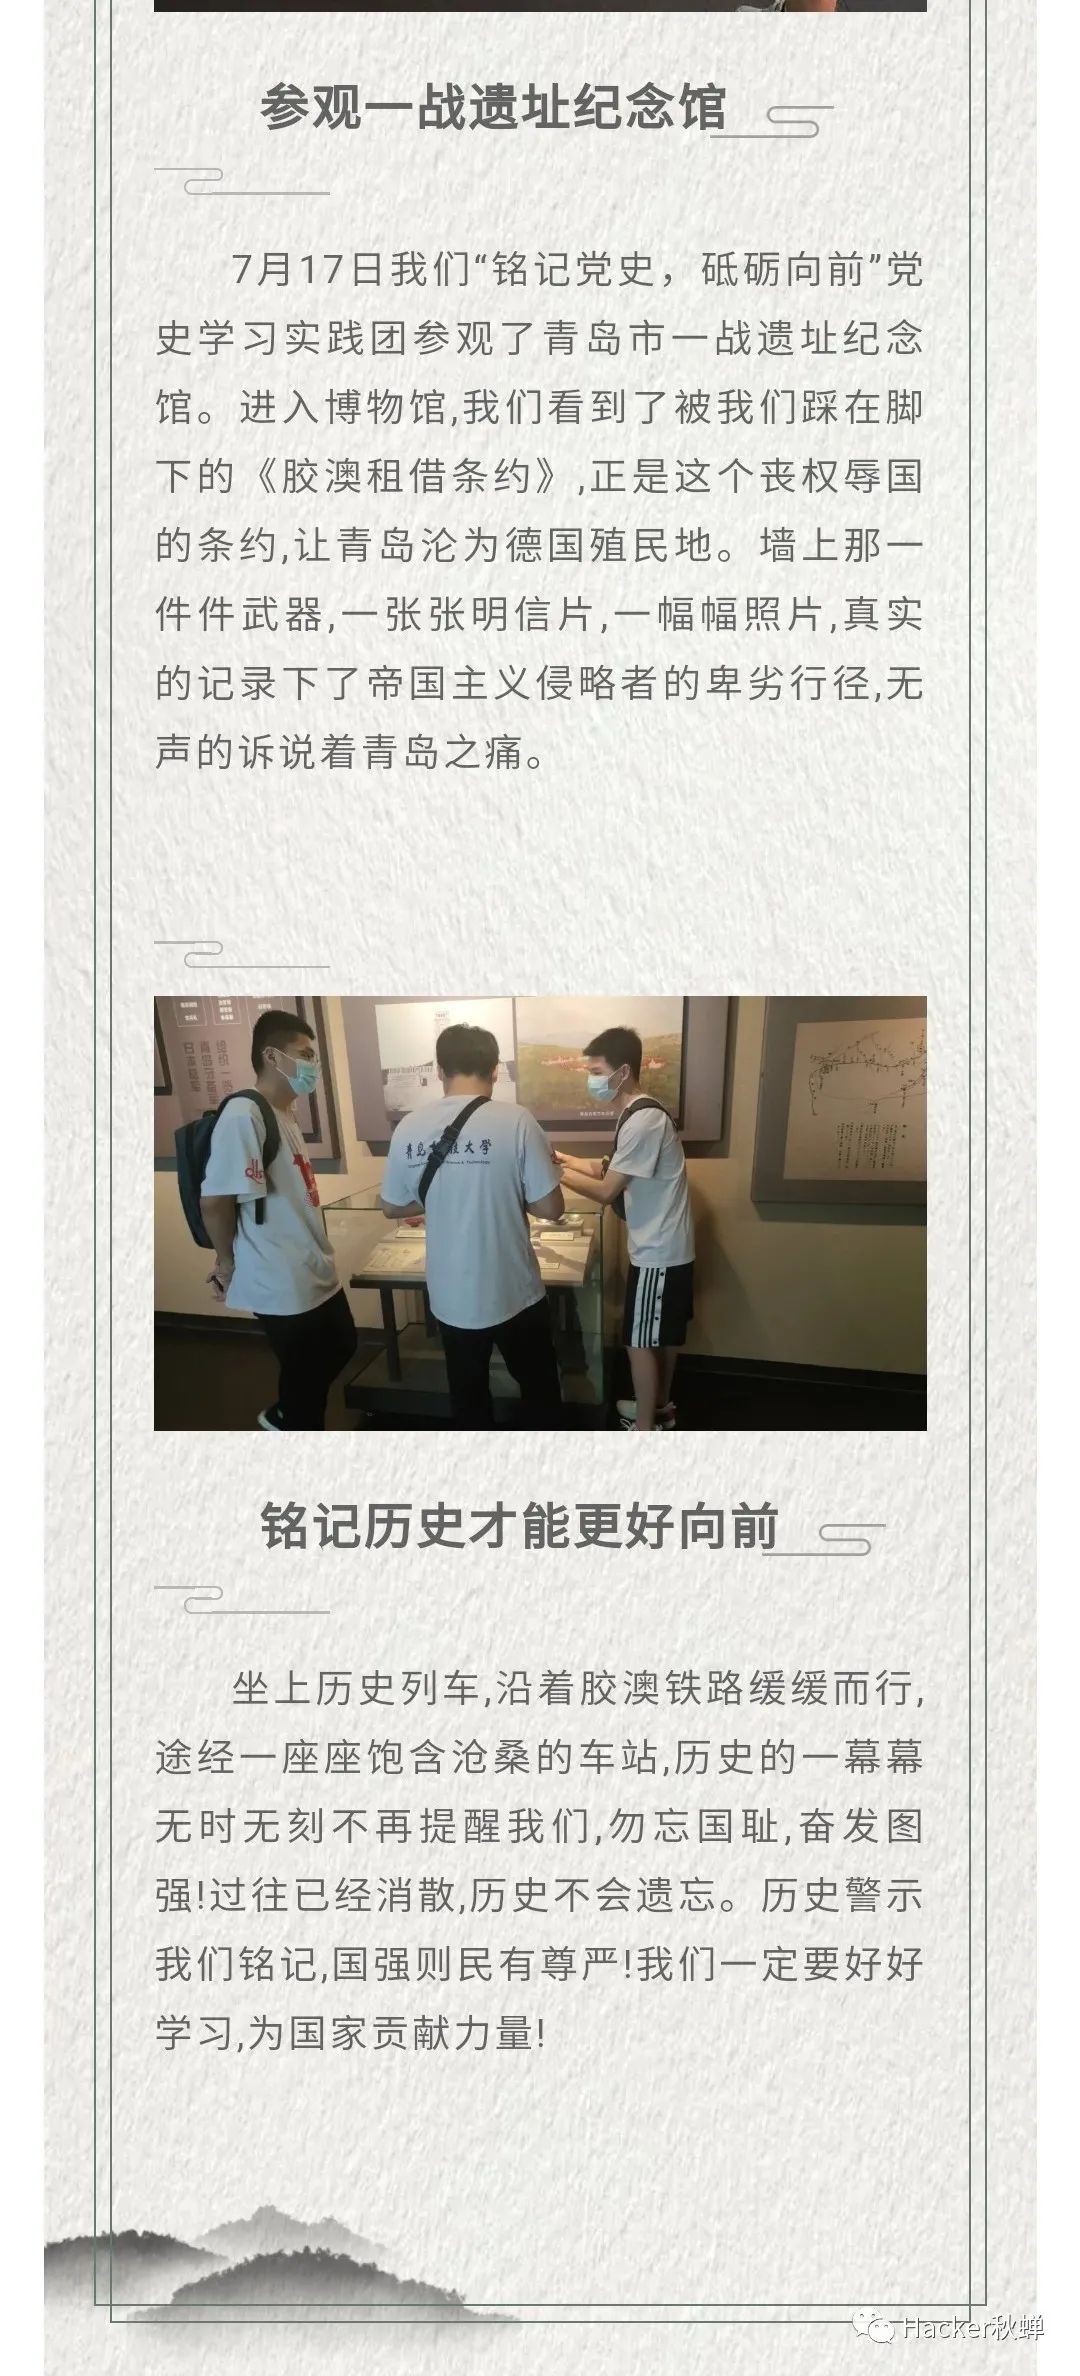 参观一战遗址纪念馆
7月17日我们“铭记党史，砥砺向前”党
史学习实践团参观了青岛市一战遗址纪念
馆。进入博物馆,我们看到了被我们踩在脚
下的《胶澳租借条约》,正是这个丧权辱国
的条约,让青岛沦为德国殖民地。墙上那一
件件武器,一张张明信片,一幅幅照片,真实
的记录下了帝国主义侵略者的卑劣行径,无
声的诉说着青岛之痛。
大学
铭记历史才能更好向前
坐上历史列车,沿着胶澳铁路缓缓而行,
途经一座座饱含沧桑的车站,历史的一幕幕
无时无刻不再提醒我们,勿忘国耻,奋发图
强!过往已经消散,历史不会遗忘。历史警示
我们铭记,国强则民有尊严!我们一定要好好
学习,为国家贡献力量!
Hacker秋蝉